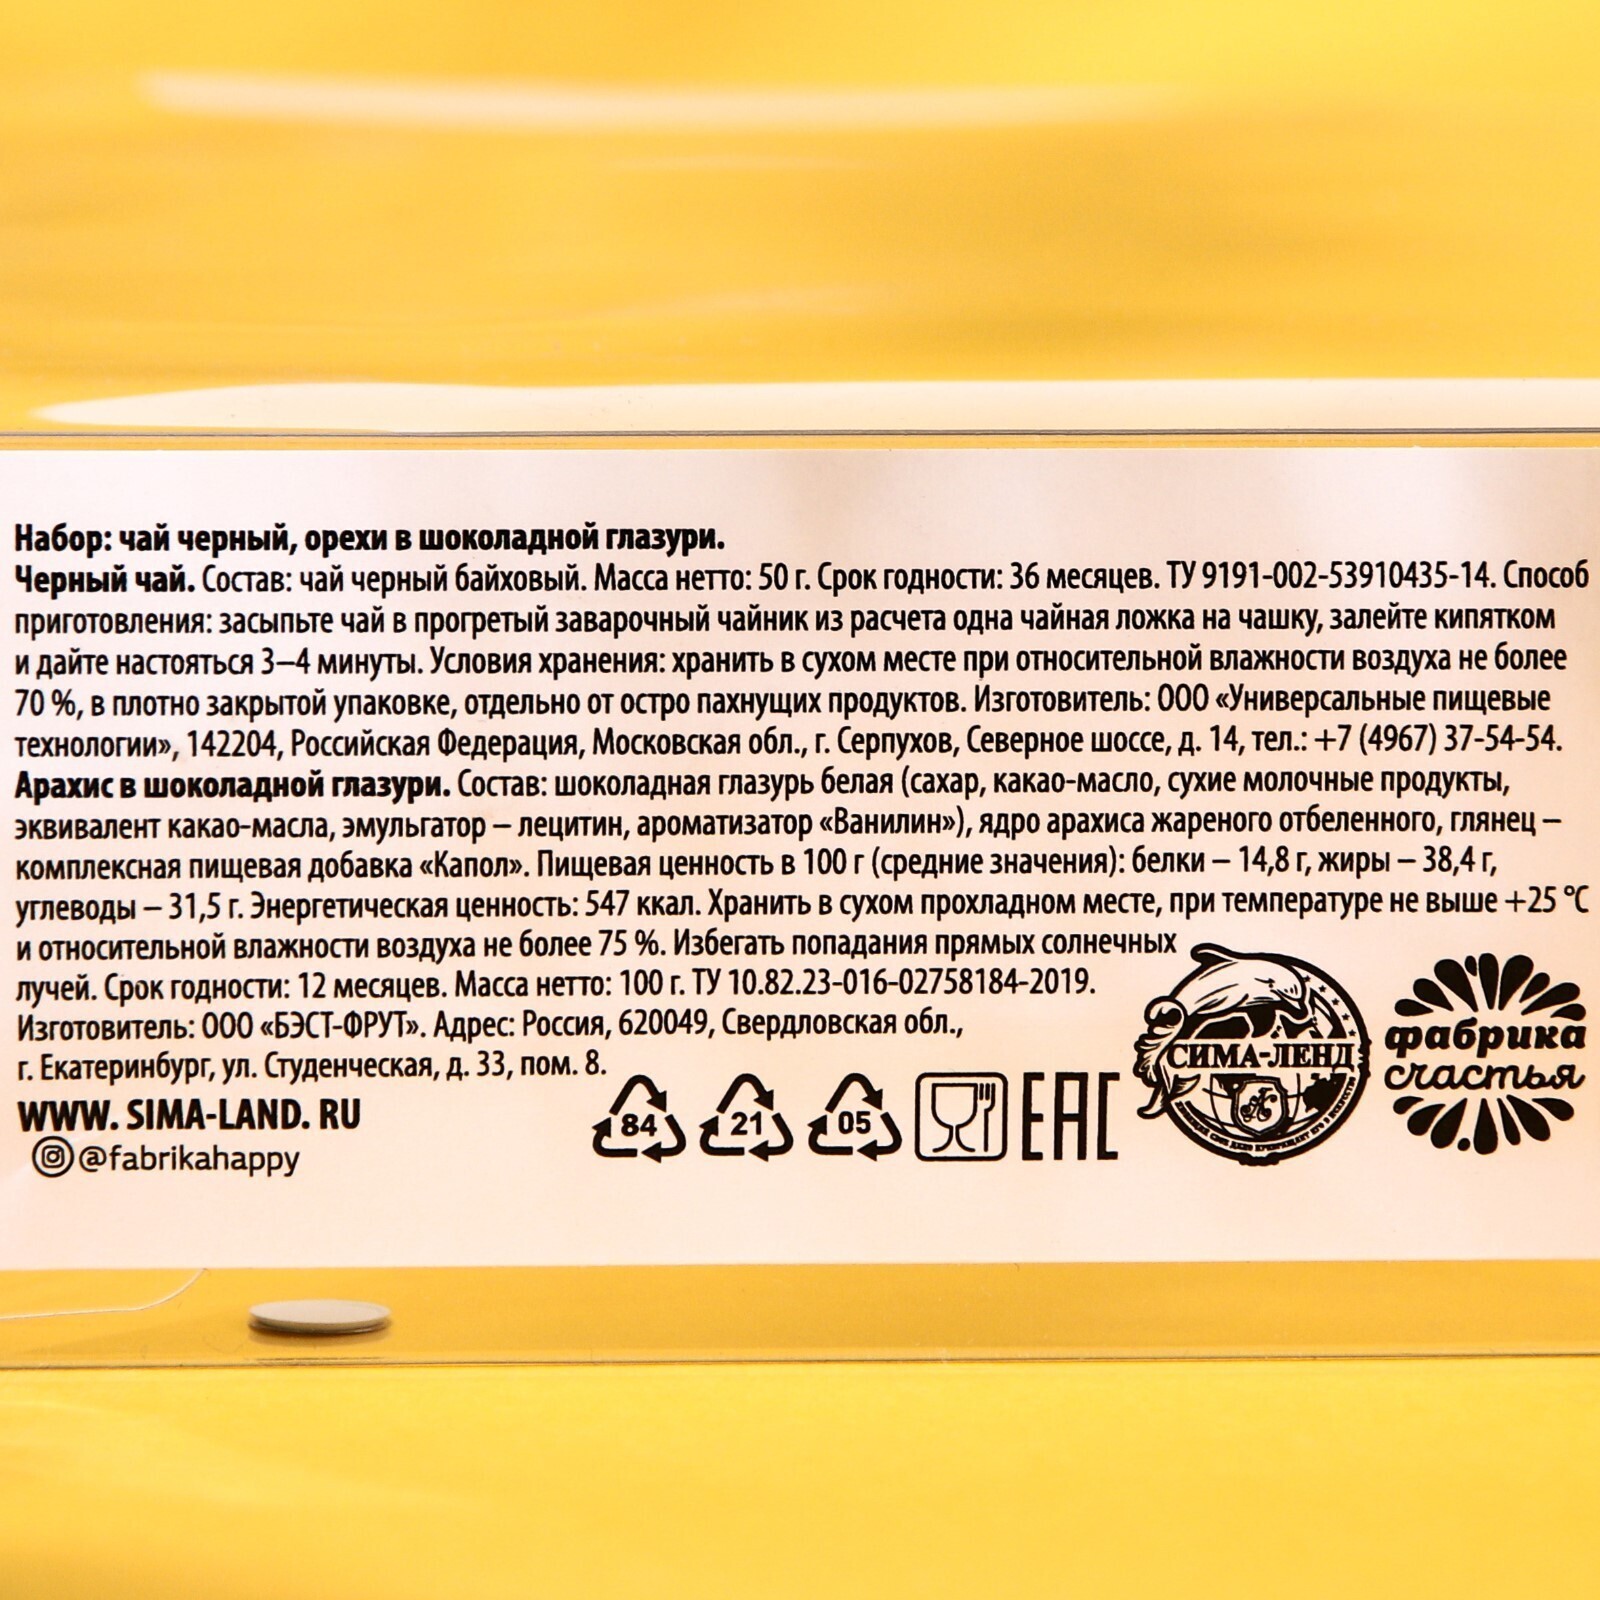 Набор: чай черный, орехи в шоколадной глазури.
Черный чай. Состав: чай черный байховый. Масса нетто: 50 г. Срок годности: 36 месяцев. ТУ 9191-002-53910435-14. Способ
приготовления: засыпьте чай в прогретый заварочный чайник из расчета одна чайная ложка на чашку, залейте кипятком
и дайте настояться 3–4 минуты. Условия хранения: хранить в сухом месте при относительной влажности воздуха не более
70 %, в плотно закрытой упаковке, отдельно от остро пахнущих продуктов. Изготовитель: ООО «Универсальные пищевые
технологии», 142204, Российская Федерация, Московская обл., г. Серпухов, Северное шоссе, д. 14, тел.: +7 (4967) 37-54-54.
Арахис в шоколадной глазури. Состав: шоколадная глазурь белая (сахар, какао-масло, сухие молочные продукты,
эквивалент какао-масла, эмульгатор – лецитин, ароматизатор «Ванилин»), ядро арахиса жареного отбеленного, глянец –
комплексная пищевая добавка «Капол». Пищевая ценность в 100 г (средние значения): белки – 14,8 г, жиры – 38,4 г,
углеводы – 31,5 г. Энергетическая ценность: 547 ккал. Хранить в сухом прохладном месте, при температуре не выше +25 °С
и относительной влажности воздуха не более 75 %. Избегать попадания прямых солнечных
лучей. Срок годности: 12 месяцев. Масса нетто: 100 г. ТУ 10.82.23-016-02758184-2019.
Изготовитель: ООО «БЭСТ-ФРУТ». Адрес: Россия, 620049, Свердловская обл.,
г. Екатеринбург, ул. Студенческая, д. 33, пом. 8.
WWW. SIMA-LAND. RU
@fabrikahappy
84 21 05 EAC
СИМА-ЛЕНД
фабрика
счастья